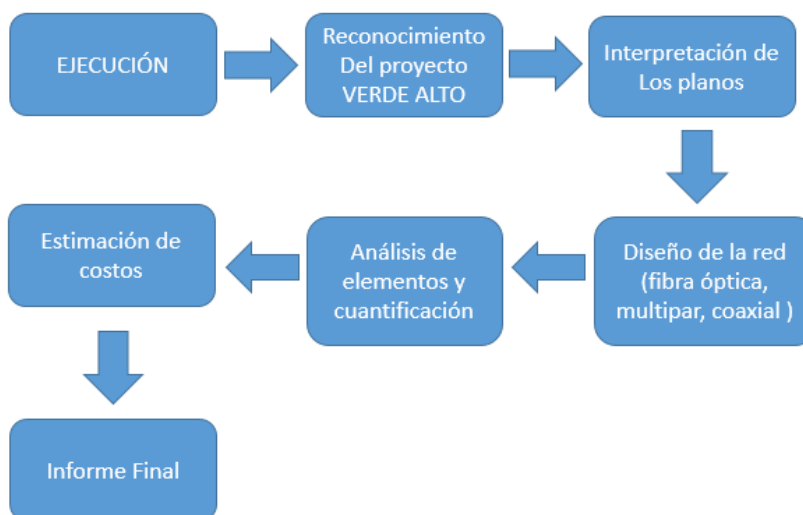 EJECUCIÓN
Reconocimiento
Del proyecto
VERDE ALTO
Interpretación de
Los planos
Diseño de la red
(fibra óptica,
multipar, coaxial )
Análisis de
elementos y
cuantificación
Estimación de
costos
Informe Final